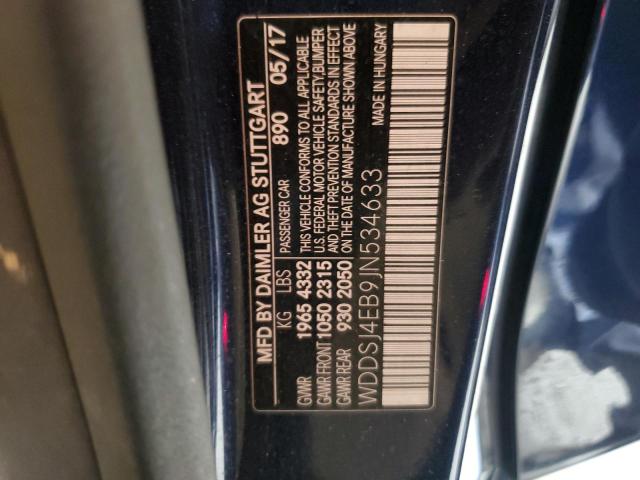 MFD BY DAIMLER AG STUTTGART
PASSENGER CAR 890 05/17
KG LBS
GVWR 1965 4332
GAWR FRONT 1050 2315
GAWR REAR 930 2050
THIS VEHICLE CONFORMS TO ALL APPLICABLE
U.S. FEDERAL MOTOR VEHICLE SAFETY, BUMPER
AND THEFT PREVENTION STANDARDS IN EFFECT
ON DATE OF MANUFACTURE SHOWN ABOVE
MADE IN HUNGARY
WDDSJ4EB9JN534633